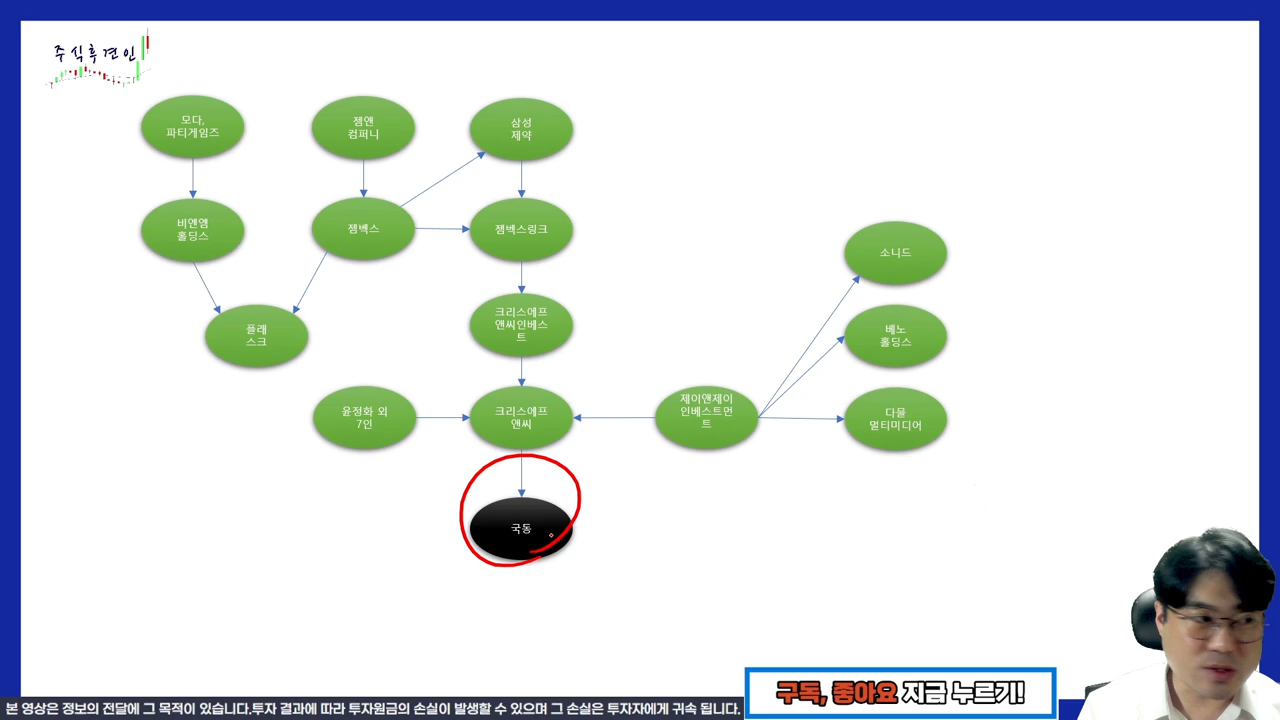 주식후견인
모다,
파티게임즈
젬앤
컴퍼니
삼성
제약
비앤엠
홀딩스
젬벡스
젬벡스링크
소니드
플래
스크
크리스에프
앤씨인베스
트
베노
홀딩스
윤정화 외
7인
크리스에프
앤씨
제이앤제이
인베스트먼
트
다믈
멀티미디어
국동
구독, 좋아요 지금 누르기!
본 영상은 정보의 전달에 그 목적이 있습니다.투자 결과에 따라 투자원금의 손실이 발생할 수 있으며 그 손실은 투자자에게 귀속 됩니다.